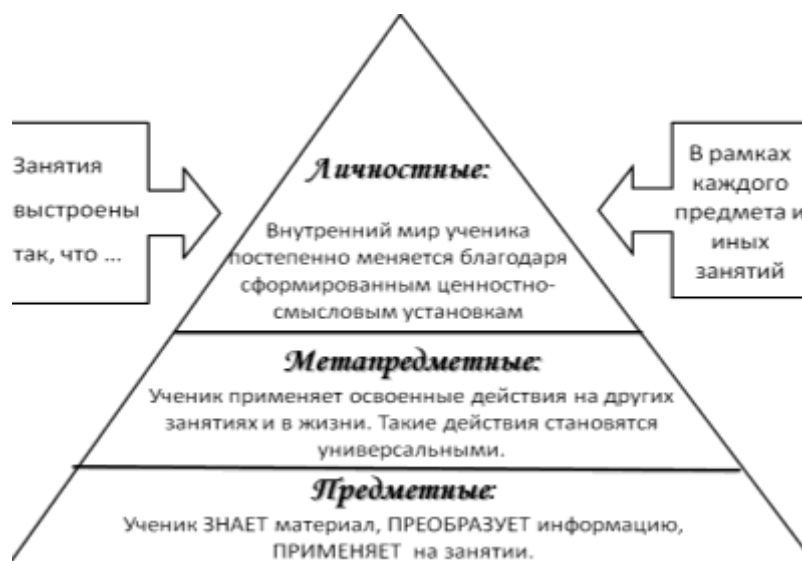 Занятия
выстроены
так, что ...
Личностные:
Внутренний мир ученика
постепенно меняется благодаря
сформированным ценностно-
смысловым установкам
В рамках
каждого
предмета и
иных
занятий
Метапредметные:
Ученик применяет освоенные действия на других
занятиях и в жизни. Такие действия становятся
универсальными.
Предметные:
Ученик ЗНАЕТ материал, ПРЕОБРАЗУЕТ информацию,
ПРИМЕНЯЕТ на занятии.